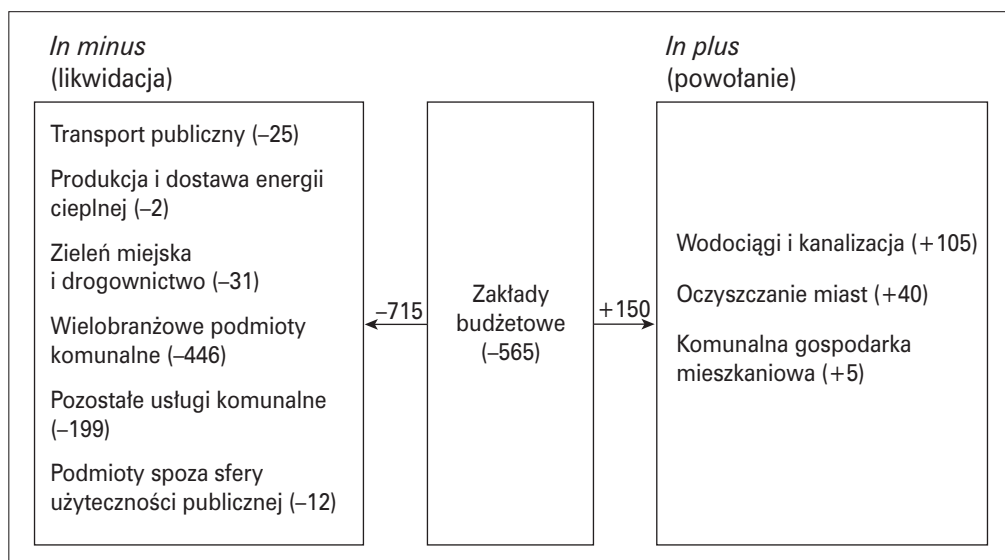 In minus
(likwidacja)
Transport publiczny (–25)
Produkcja i dostawa energii
cieplnej (–2)
Zieleń miejska
i drogownictwo (–31)
Wielobranżowe podmioty
komunalne (–446)
Pozostałe usługi komunalne
(–199)
Podmioty spoza sfery
użyteczności publicznej (–12)
–715
Zakłady
budżetowe
(–565)
+150
In plus
(powołanie)
Wodociągi i kanalizacja (+105)
Oczyszczanie miast (+40)
Komunalna gospodarka
mieszkaniowa (+5)